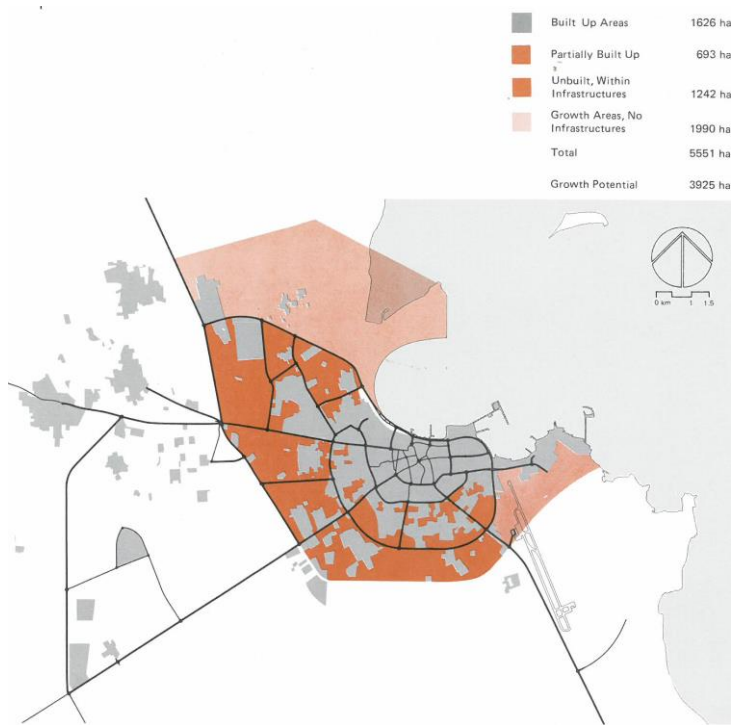 Built Up Areas 1626 ha
Partially Built Up 693 ha
Unbuilt, Within
Infrastructures 1242 ha
Growth Areas, No
Infrastructures 1990 ha
Total 5551 ha
Growth Potential 3925 ha
0 km 1 1.5